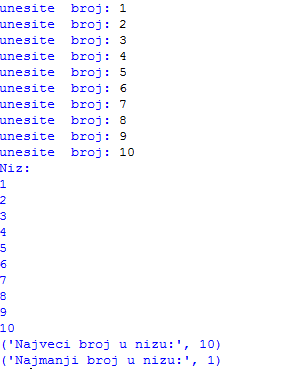 unesite  broj: 1
unesite  broj: 2
unesite  broj: 3
unesite  broj: 4
unesite  broj: 5
unesite  broj: 6
unesite  broj: 7
unesite  broj: 8
unesite  broj: 9
unesite  broj: 10
Niz:
1
2
3
4
5
6
7
8
9
10
('Najveci broj u nizu:', 10)
('Najmanji broj u nizu:', 1)